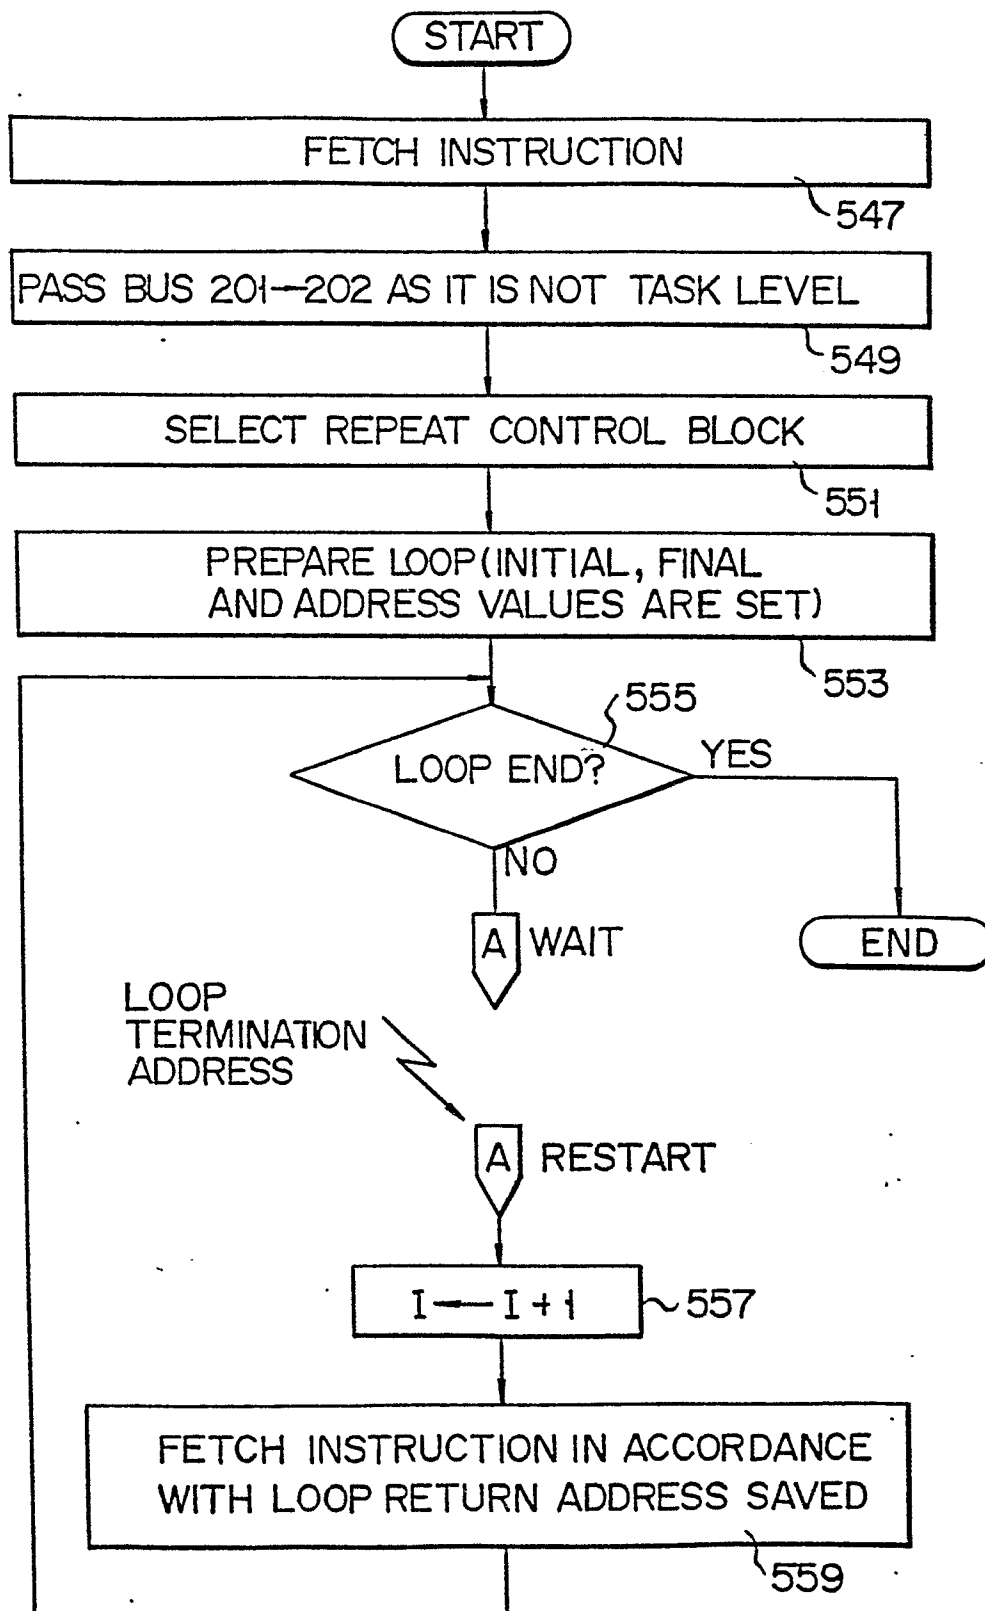 START
FETCH INSTRUCTION
547
PASS BUS 201→202 AS IT IS NOT TASK LEVEL
549
SELECT REPEAT CONTROL BLOCK
551
PREPARE LOOP(INITIAL, FINAL
AND ADDRESS VALUES ARE SET)
553
555
LOOP END?
YES
NO
A WAIT
END
LOOP
TERMINATION
ADDRESS
A RESTART
I←I+1
557
FETCH INSTRUCTION IN ACCORDANCE
WITH LOOP RETURN ADDRESS SAVED
559